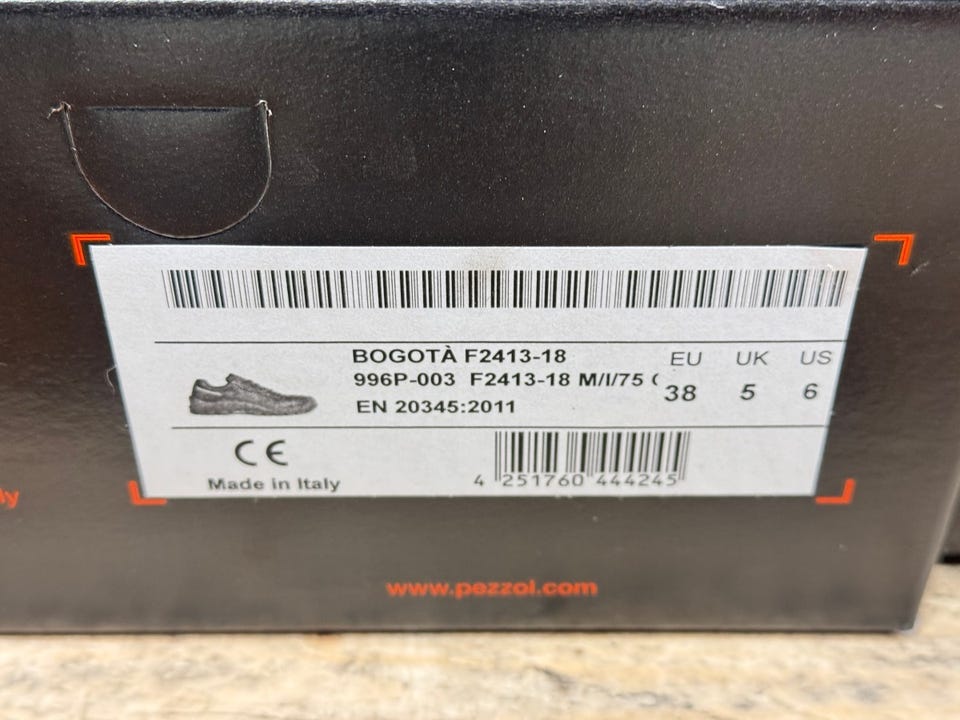 BOGOTÀ F2413-18
996P-003 F2413-18 M/I/75
EN 20345:2011
EU UK US
38 5 6
CE
Made in Italy
4 251760 444245
ly
www.pezzol.com